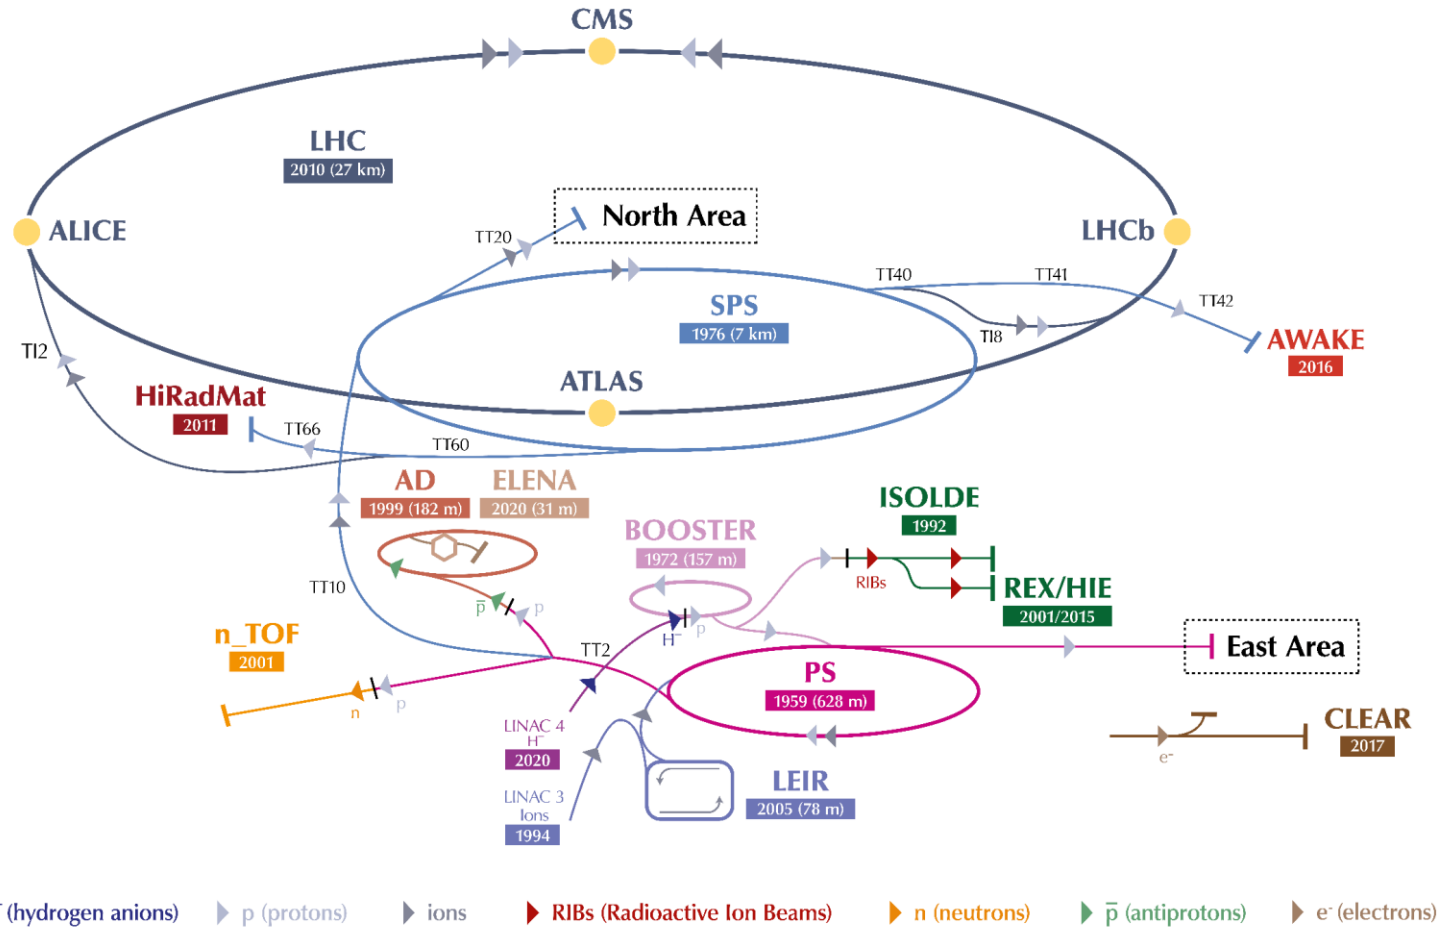 CMS
LHC
2010 (27 km)
North Area
ALICE
LHCb
TT20
TT40
TT41
TT42
SPS
1976 (7 km)
TI8
AWAKE
2016
TI2
ATLAS
HiRadMat
2011
TT66
TT60
AD
1999 (182 m)
ELENA
2020 (31 m)
ISOLDE
1992
BOOSTER
1972 (157 m)
RIBs
REX/HIE
2001/2015
TT10
p̅
p
H⁻
p
n_TOF
2001
TT2
East Area
PS
1959 (628 m)
n
p
LINAC 4
H⁻
2020
CLEAR
2017
e⁻
LEIR
2005 (78 m)
LINAC 3
Ions
1994
⁻ (hydrogen anions)
p (protons)
ions
RIBs (Radioactive Ion Beams)
n (neutrons)
p̅ (antiprotons)
e⁻ (electrons)